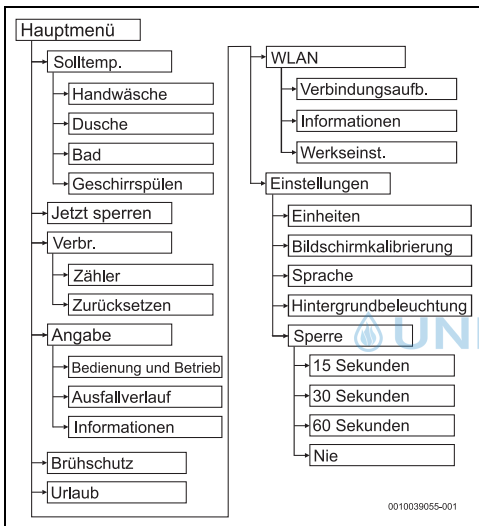 Hauptmenü
Solltemp.
Handwäsche
Dusche
Bad
Geschirrspülen
Jetzt sperren
Verbr.
Zähler
Zurücksetzen
Angabe
Bedienung und Betrieb
Ausfallverlauf
Informationen
Brühschutz
Urlaub
WLAN
Verbindungsaufb.
Informationen
Werkseinst.
Einstellungen
Einheiten
Bildschirmkalibrierung
Sprache
Hintergrundbeleuchtung
Sperre
15 Sekunden
30 Sekunden
60 Sekunden
Nie
0010039055-001